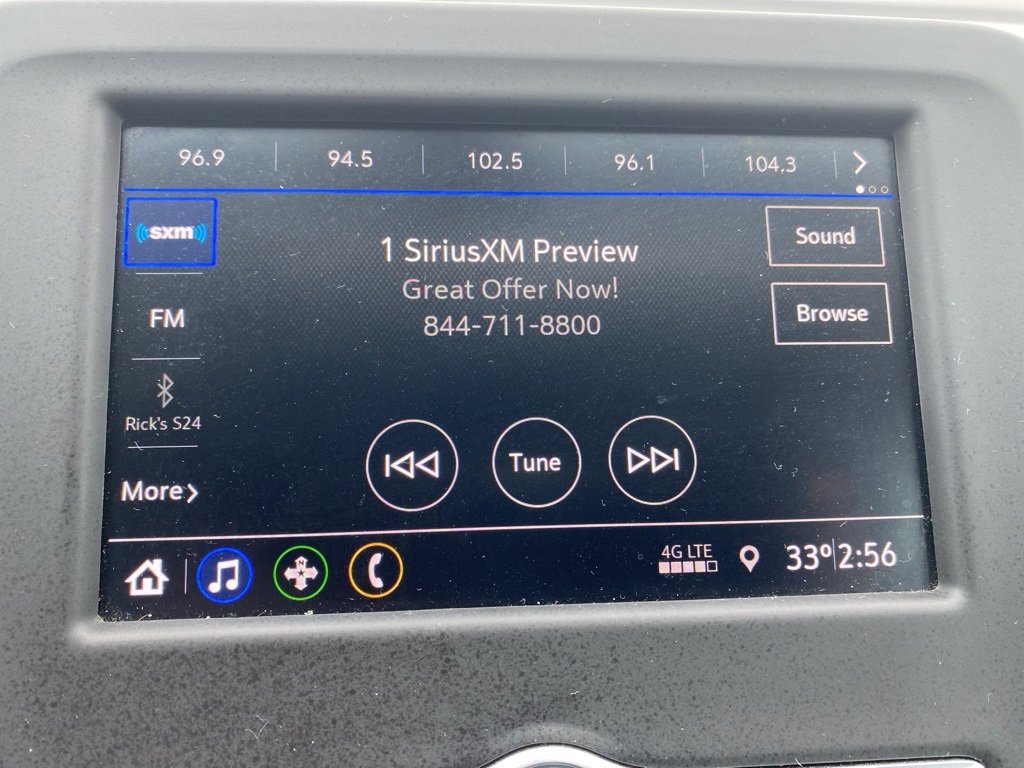 96.9 94.5 102.5 96.1 104.3
sxm
1 SiriusXM Preview
Great Offer Now!
844-711-8800
Sound
Browse
FM
Rick's S24
More
Tune
N
4G LTE
33° 2:56